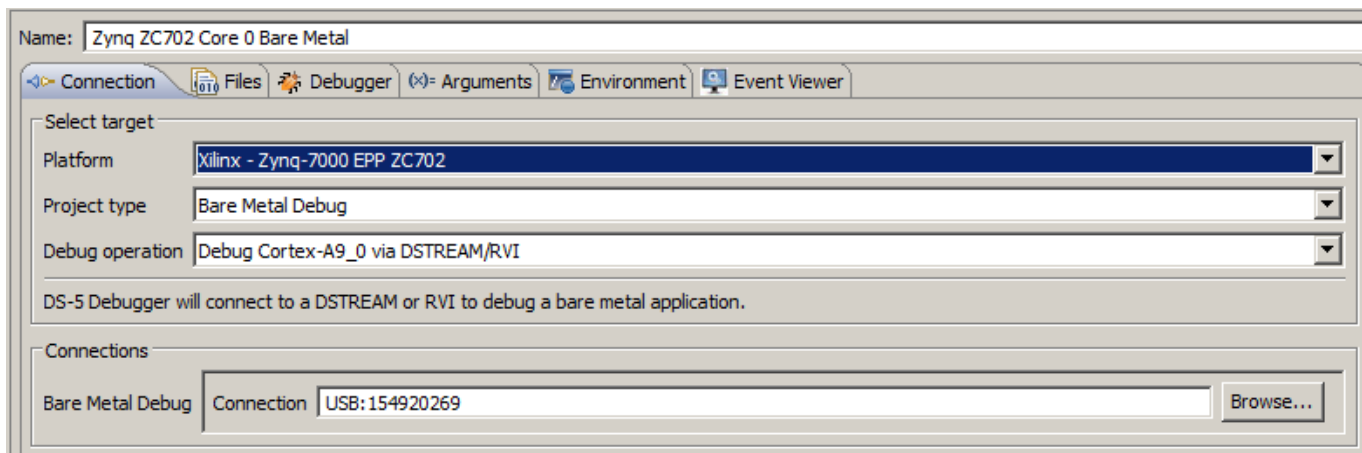 Name: Zynq ZC702 Core 0 Bare Metal
Connection Files Debugger (x)= Arguments Environment Event Viewer
Select target
Platform Xilinx - Zynq-7000 EPP ZC702
Project type Bare Metal Debug
Debug operation Debug Cortex-A9_0 via DSTREAM/RVI
DS-5 Debugger will connect to a DSTREAM or RVI to debug a bare metal application.
Connections
Bare Metal Debug Connection USB:154920269 Browse...